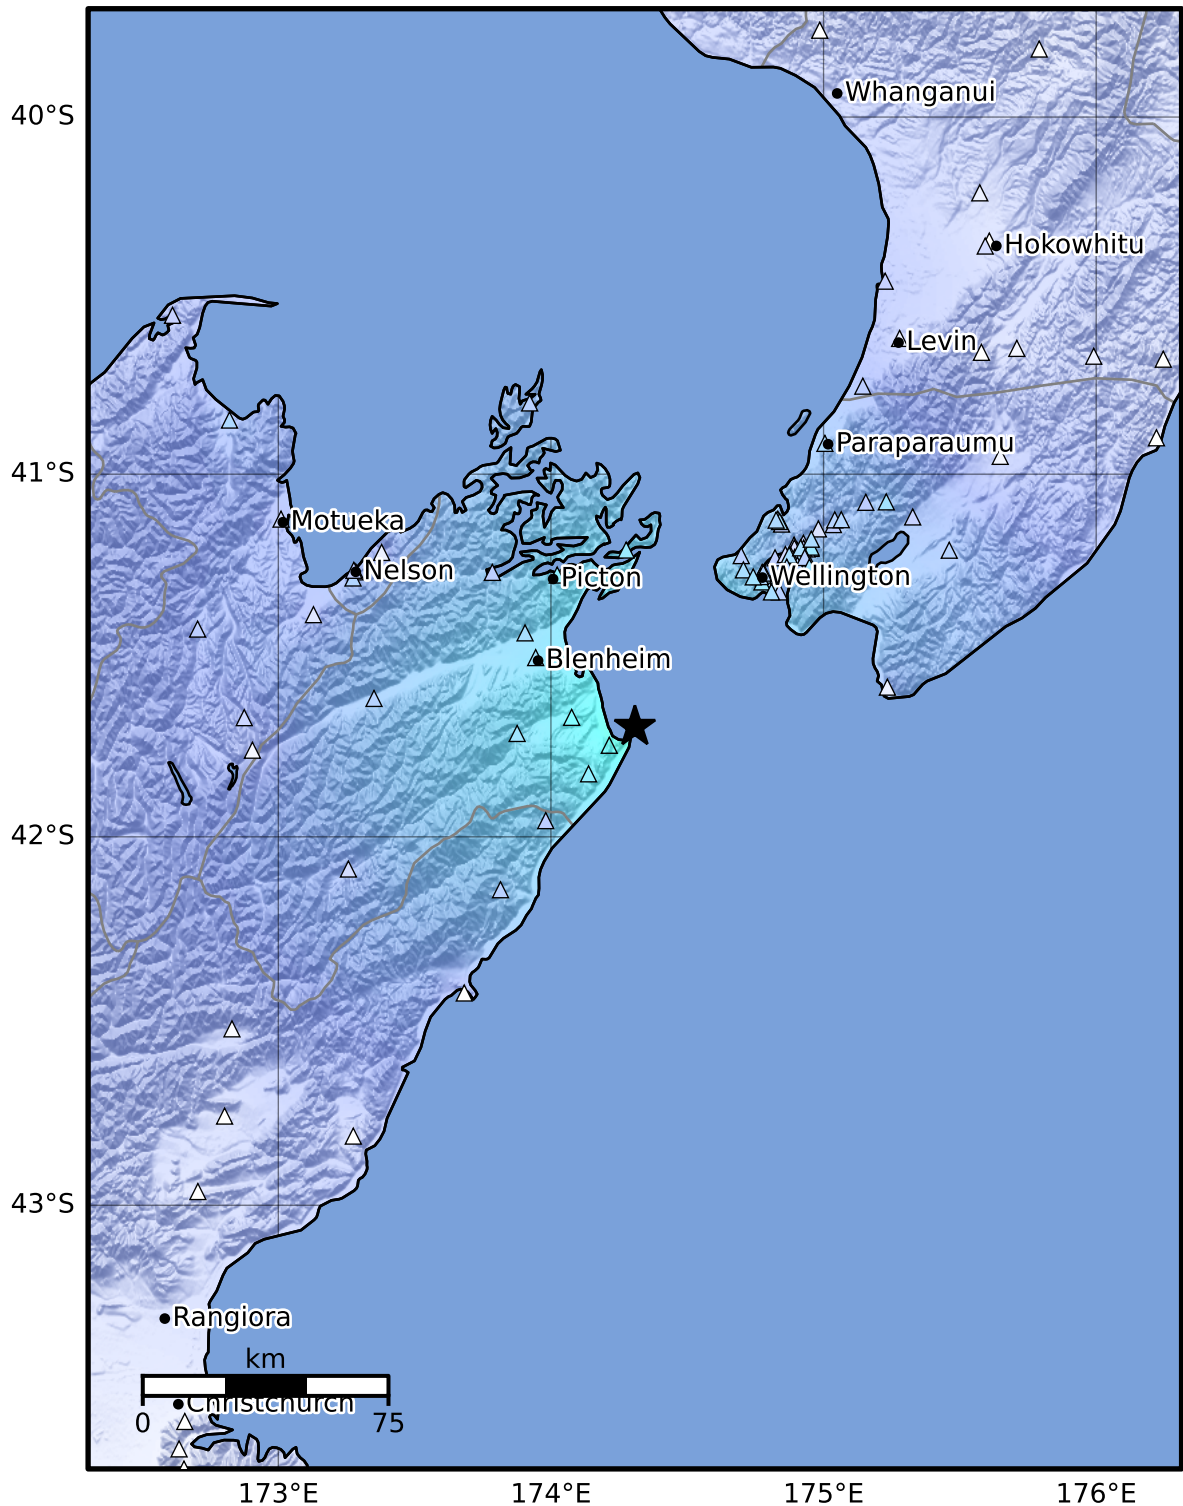 Whanganui
40°S
Hokowhitu
Levin
Paraparaumu
41°S
Motueka
Nelson
Picton
Wellington
Blenheim
42°S
43°S
Rangiora
km
Christchurch
0 75
173°E 174°E 175°E 176°E